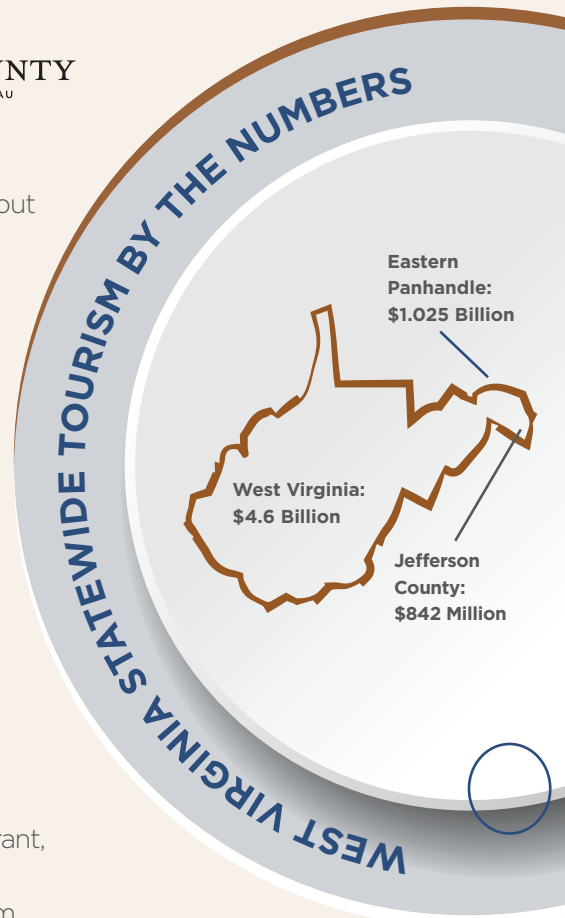 UNTY
AU
out
WEST VIRGINIA STATEWIDE TOURISM BY THE NUMBERS
Eastern
Panhandle:
$1.025 Billion
West Virginia:
$4.6 Billion
Jefferson
County:
$842 Million
rant,
m